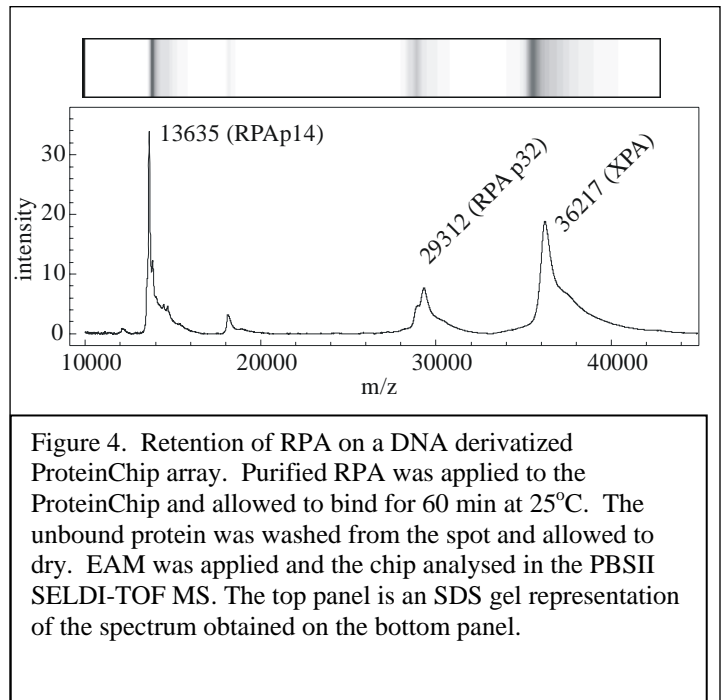 13635 (RPAp14)
29312 (RPA p32)
36217 (XPA)
30
20
10
0
intensity
10000 20000 30000 40000
m/z
Figure 4. Retention of RPA on a DNA derivatized
ProteinChip array. Purified RPA was applied to the
ProteinChip and allowed to bind for 60 min at 25°C. The
unbound protein was washed from the spot and allowed to
dry. EAM was applied and the chip analysed in the PBSII
SELDI-TOF MS. The top panel is an SDS gel representation
of the spectrum obtained on the bottom panel.